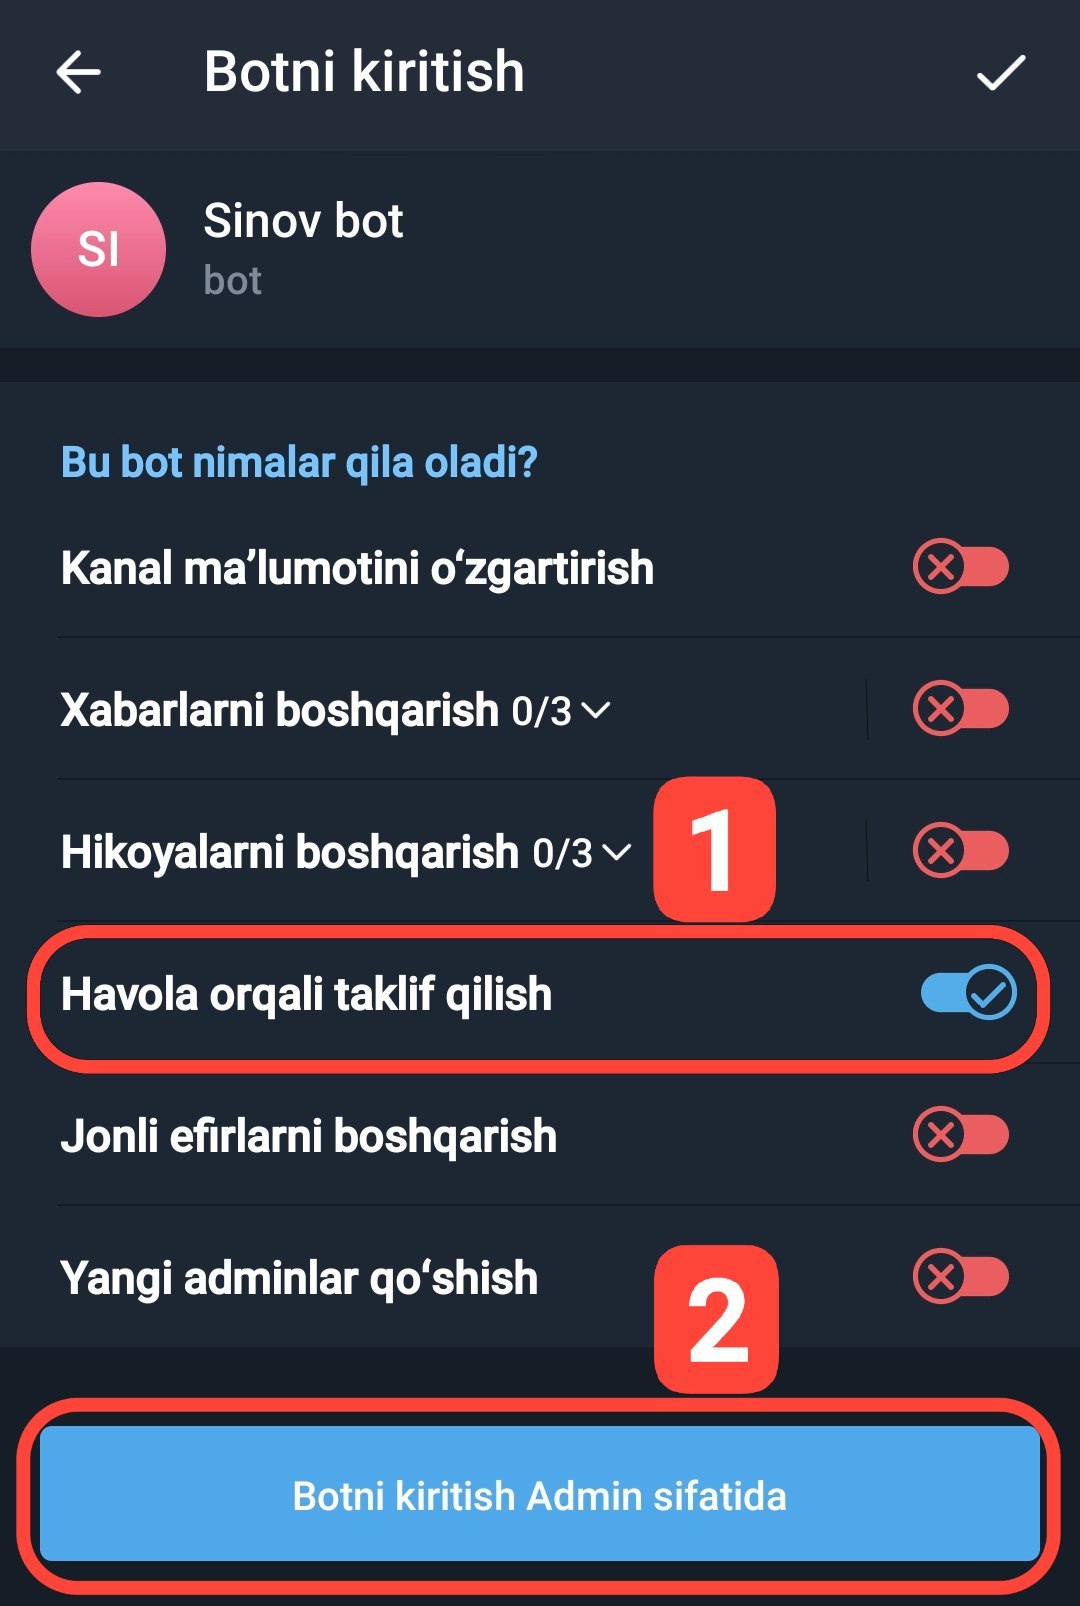 Botni kiritish
SI
Sinov bot
bot
Bu bot nimalar qila oladi?
Kanal ma’lumotini o‘zgartirish
Xabarlarni boshqarish 0/3
1
Hikoyalarni boshqarish 0/3
Havola orqali taklif qilish
Jonli efirlarni boshqarish
Yangi adminlar qo‘shish
2
Botni kiritish Admin sifatida